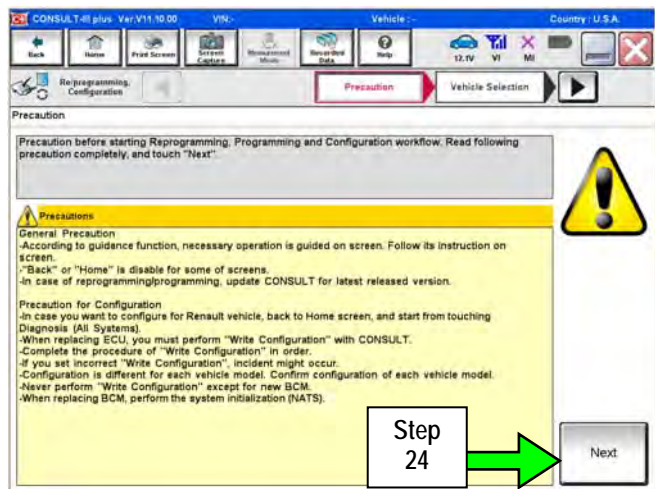 CONSULT-III plus Ver.V11.10.00 VIN:- Vehicle : - Country : U.S.A.
Back Home Print Screen Screen Capture Measurement Mode Recorded Data Help 12.1V VI MI
Re/programming, Configuration Precaution Vehicle Selection
Precaution
Precaution before starting Reprogramming, Programming and Configuration workflow. Read following
precaution completely, and touch "Next".
Precautions
General Precaution
-According to guidance function, necessary operation is guided on screen. Follow its instruction on
screen.
-"Back" or "Home" is disable for some of screens.
-In case of reprogramming/programming, update CONSULT for latest released version.
Precaution for Configuration
-In case you want to configure for Renault vehicle, back to Home screen, and start from touching
Diagnosis (All Systems).
-When replacing ECU, you must perform "Write Configuration" with CONSULT.
-Complete the procedure of "Write Configuration" in order.
-If you set incorrect "Write Configuration", incident might occur.
-Configuration is different for each vehicle model. Confirm configuration of each vehicle model.
-Never perform "Write Configuration" except for new BCM.
-When replacing BCM, perform the system initialization (NATS).
Step
24
Next